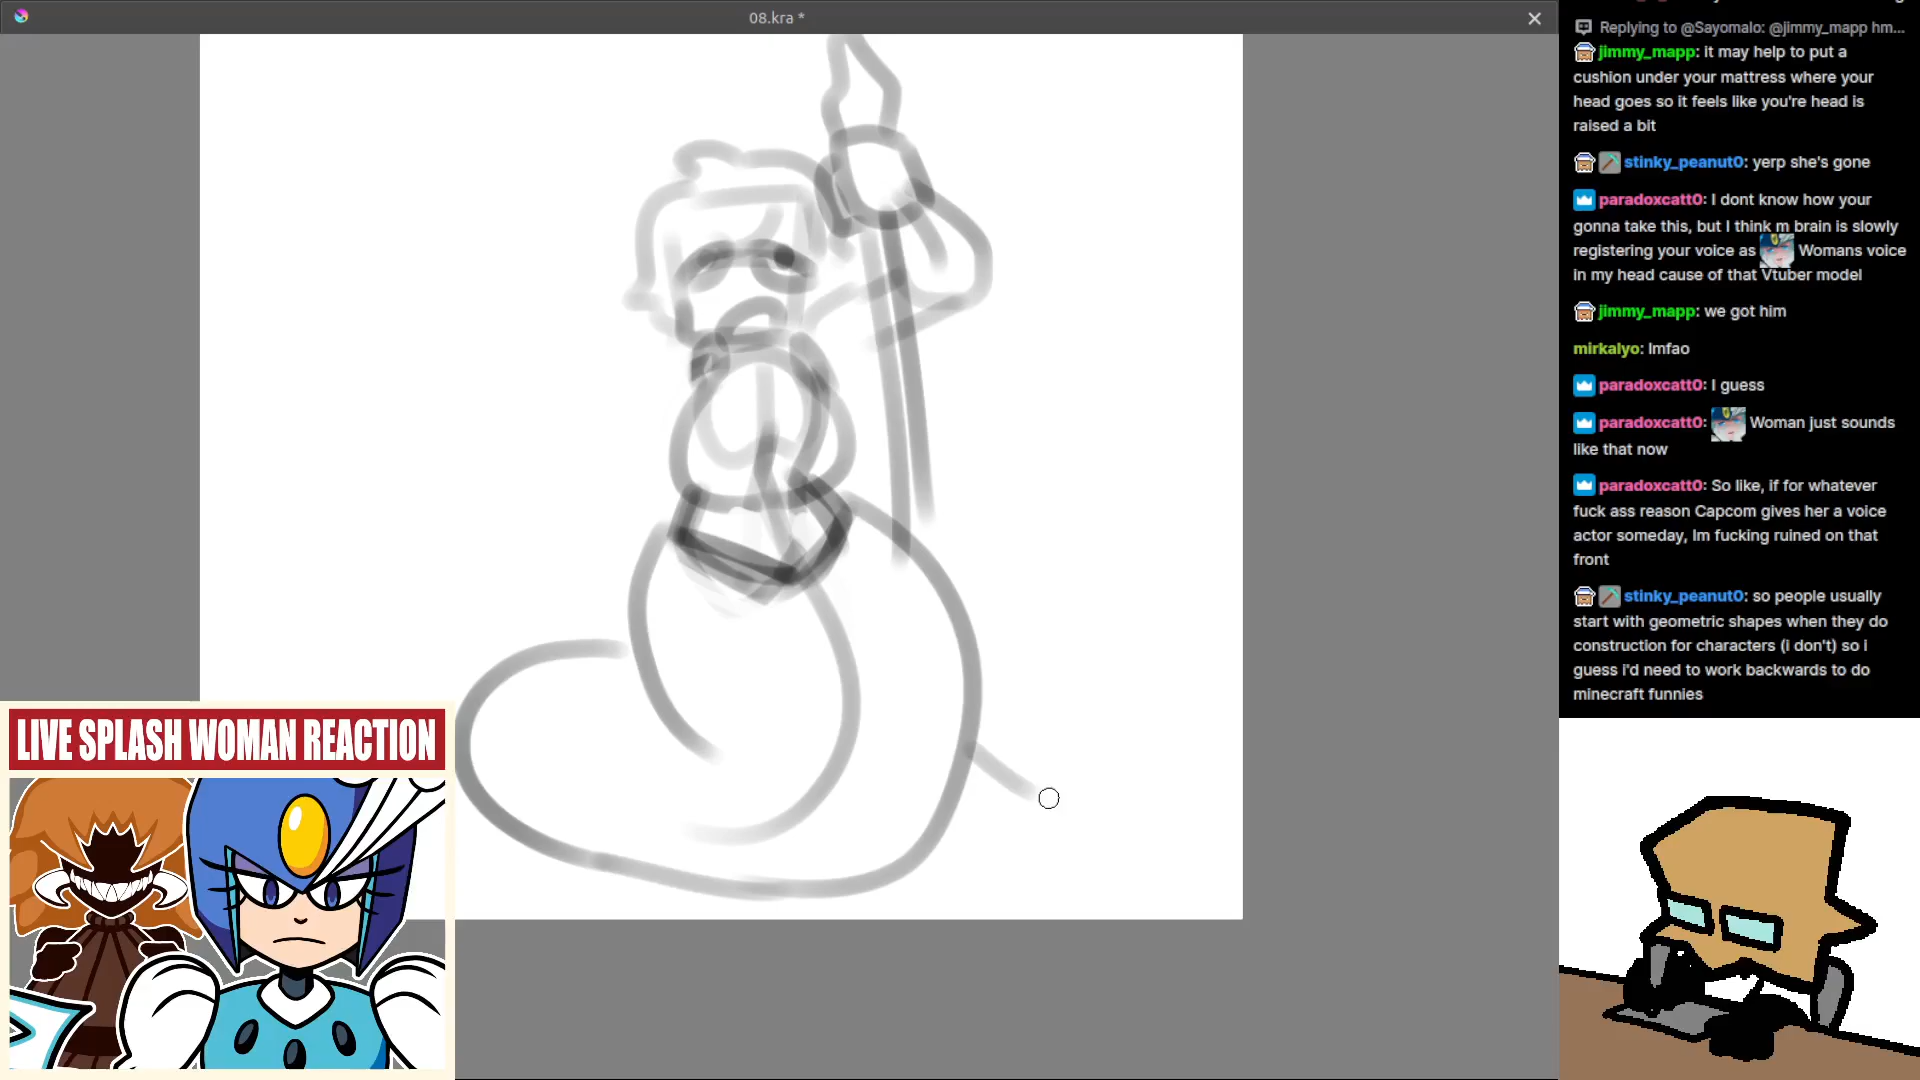 08.kra *
Replying to @Sayomalo: @jimmy_mapp hm...
jimmy_mapp: it may help to put a
cushion under your mattress where your
head goes so it feels like you're head is
raised a bit
stinky_peanut0: yerp she's gone
paradoxcatt0: I dont know how your
gonna take this, but I think m brain is slowly
registering your voice as Womans voice
in my head cause of that Vtuber model
jimmy_mapp: we got him
mirkalyo: lmfao
paradoxcatt0: I guess
paradoxcatt0: Woman just sounds
like that now
paradoxcatt0: So like, if for whatever
fuck ass reason Capcom gives her a voice
actor someday, Im fucking ruined on that
front
stinky_peanut0: so people usually
start with geometric shapes when they do
construction for characters (i don't) so i
guess i'd need to work backwards to do
minecraft funnies
LIVE SPLASH WOMAN REACTION